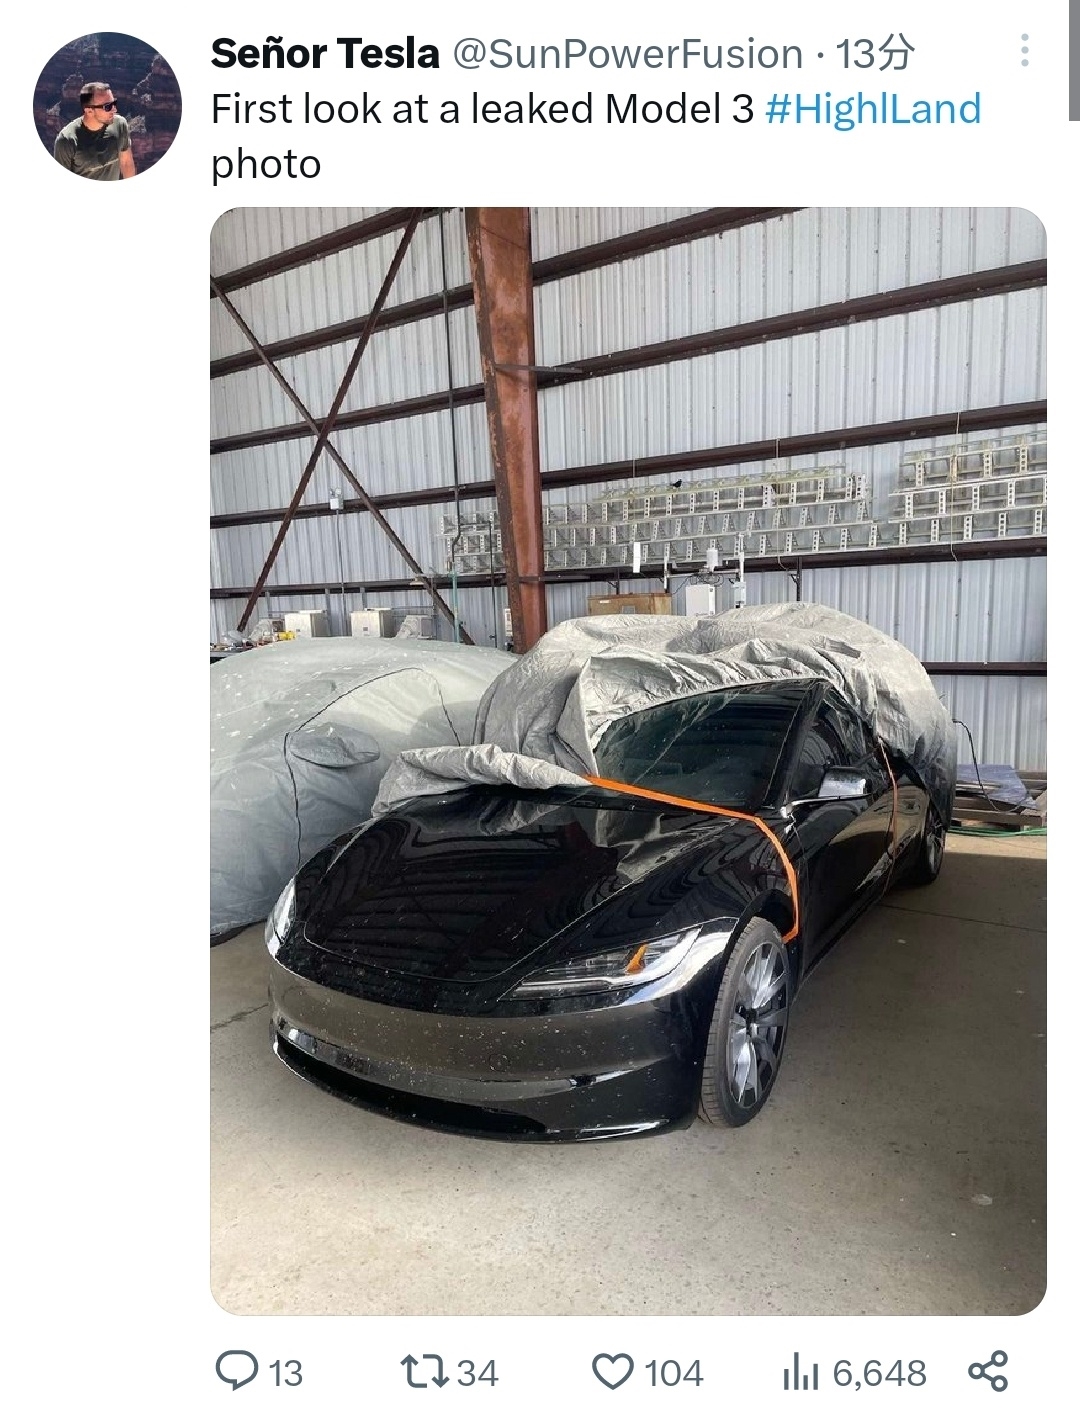 Señor Tesla @SunPowerFusion · 13分
First look at a leaked Model 3 #HighlLand
photo
13 34 104 6,648